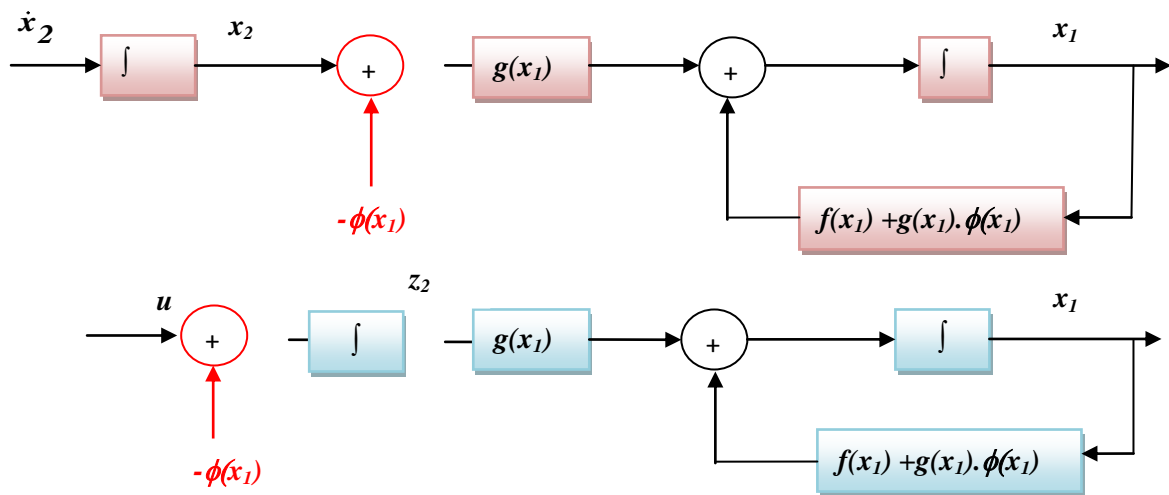 ẋ₂ x₂ x₁
∫ + g(x₁) + ∫
-ϕ(x₁) f(x₁) +g(x₁).ϕ(x₁)
u z₂ x₁
+ ∫ g(x₁) + ∫
-ϕ(x₁) f(x₁) +g(x₁).ϕ(x₁)